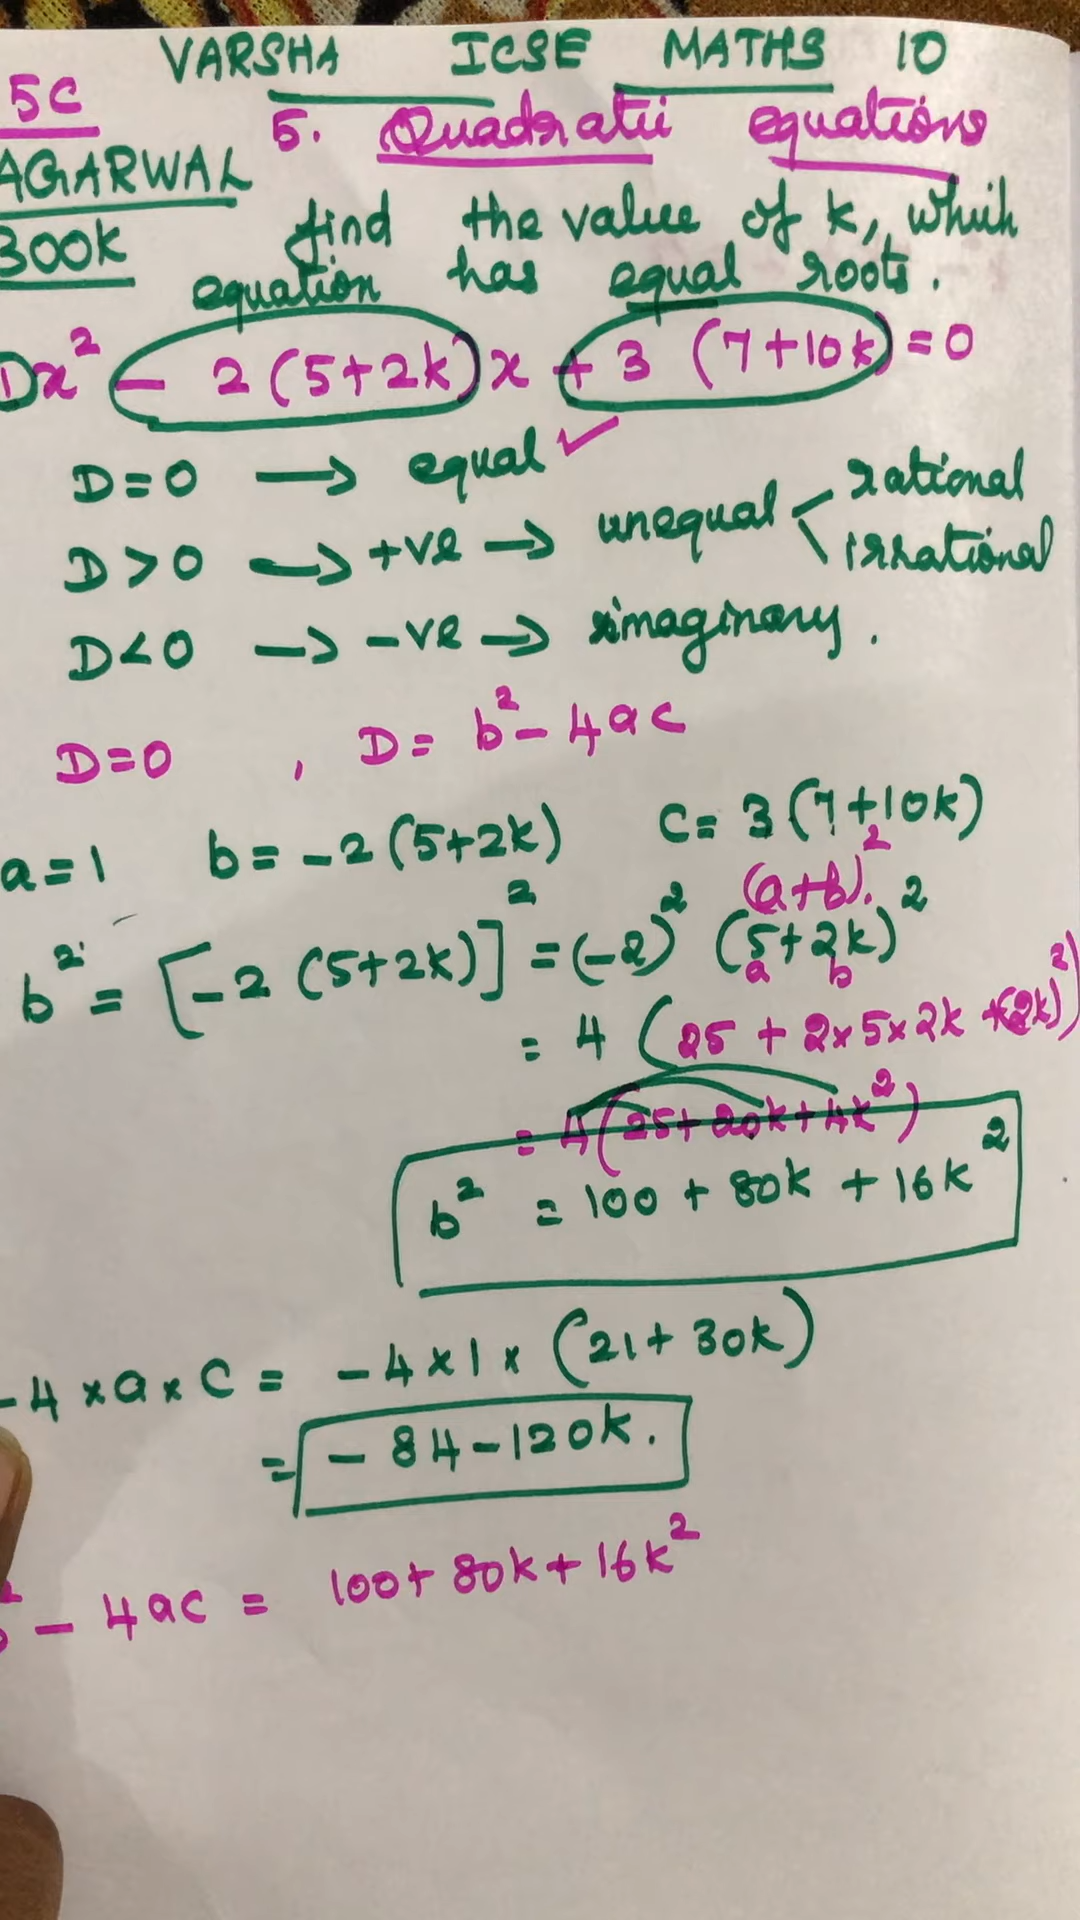 VARSHA ICSE MATHS 10
5C
5. Quadratic equations
AGARWAL
300K
find the value of k, which
equation has equal roots.
1) x² - 2(5+2k)x + 3(7+10k) = 0
D=0 → equal ✓
D>0 → +ve → unequal < rational
irrational
D<0 → -ve → imaginary.
D=0 , D= b²-4ac
a=1 b= -2(5+2k) c= 3(7+10k)
(a+b)²
b² = [-2(5+2k)]² = (-2)² (5+2k)²
a b
= 4(25 + 2×5×2k + (2k)²)
= 4(25+20k+4k²)
b² = 100 + 80k + 16k²
-4×a×c = -4×1×(21+30k)
= -84-120k.
b² - 4ac = 100+80k+16k²